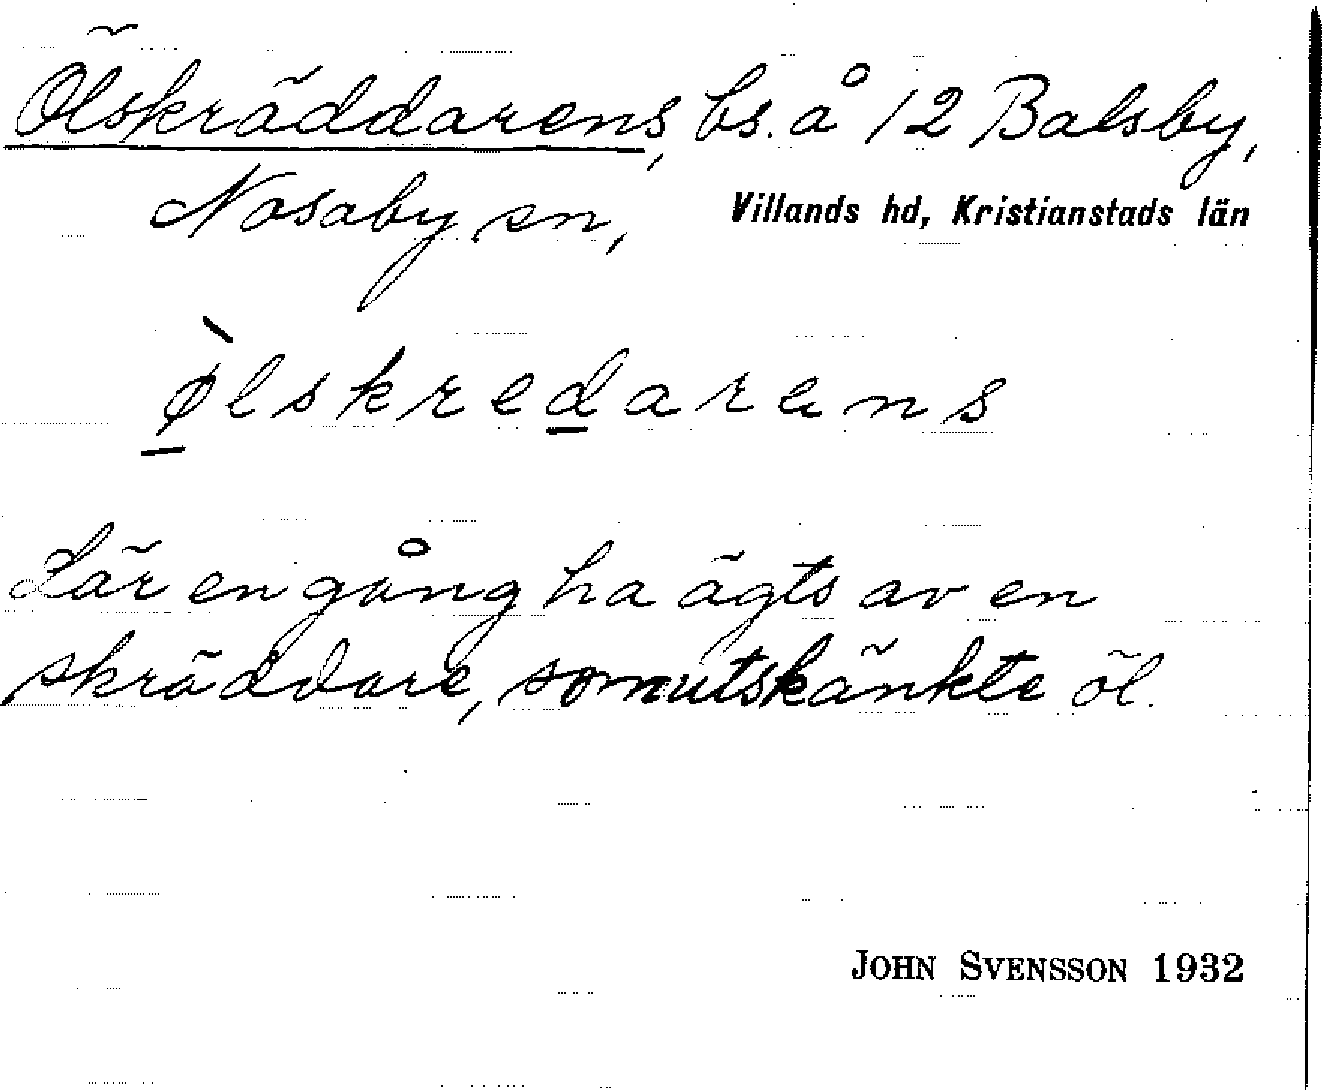 Ölskräddarens, bs. å 12 Balsby,
Nosaby sn, Villands hd, Kristianstads län
Ølskredarens
Lär en gång ha ägts av en
skräddare, som utskänkte öl.
JOHN SVENSSON 1932